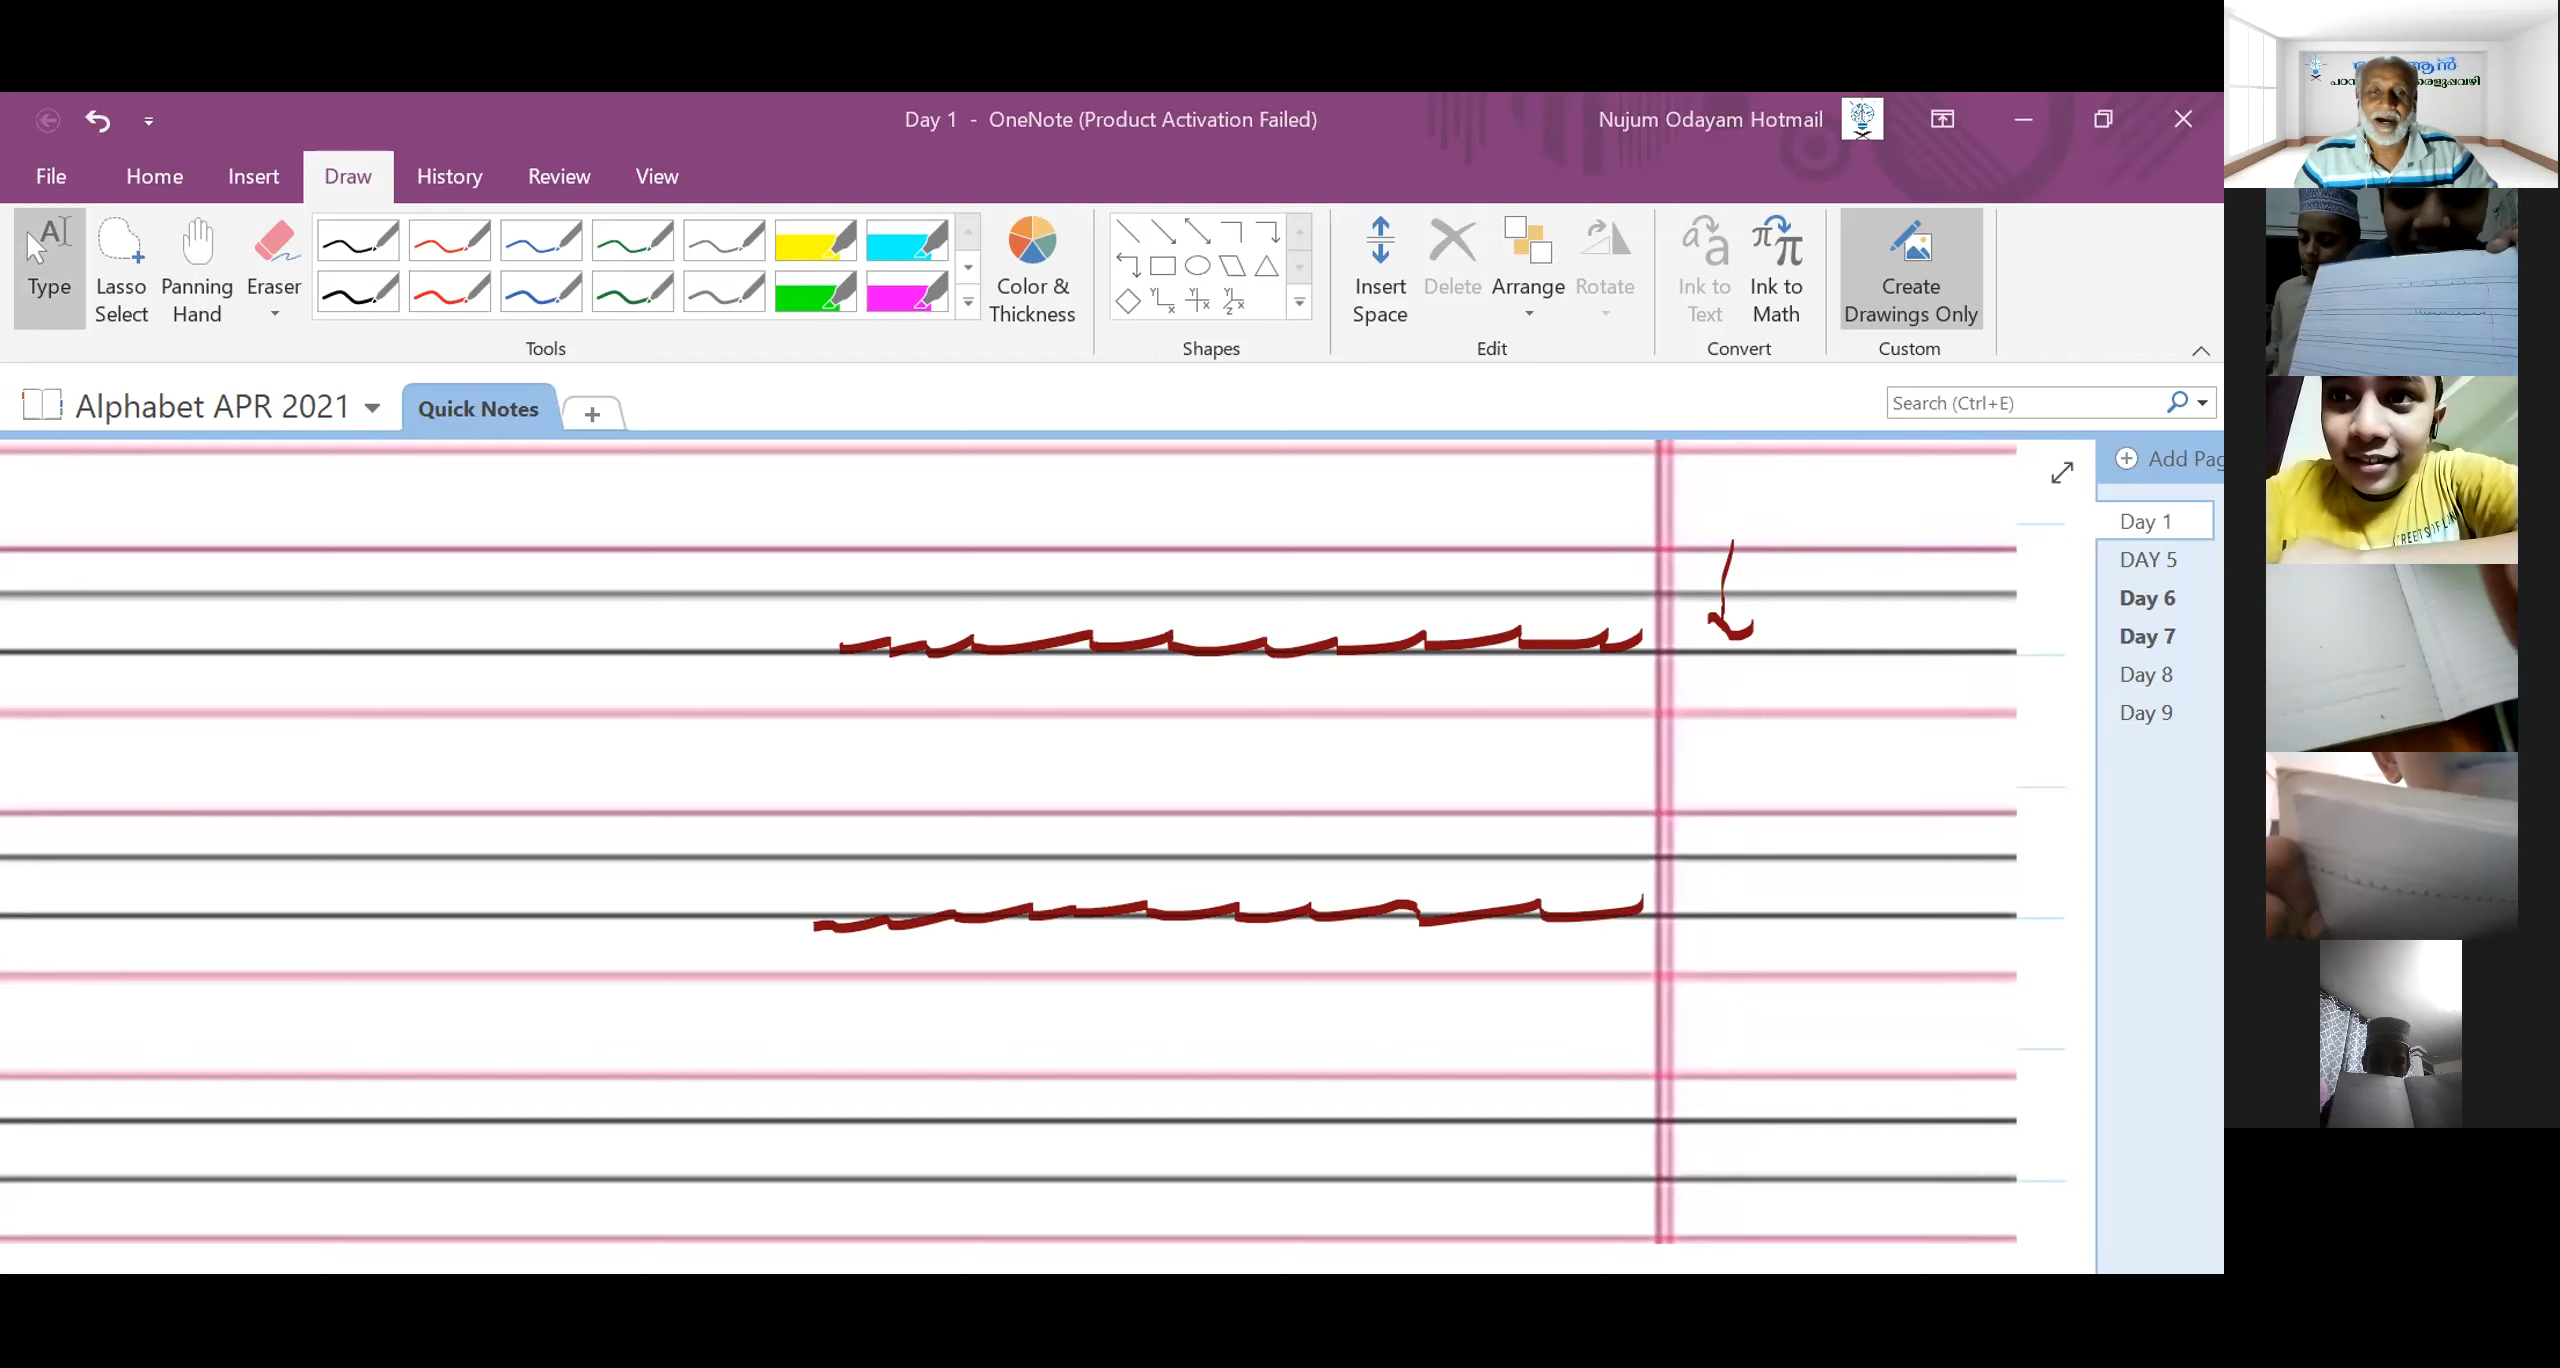 Day 1 - OneNote (Product Activation Failed)
Nujum Odayam Hotmail
File Home Insert Draw History Review View
Type
Lasso Select
Panning Hand
Eraser
Color & Thickness
Insert Space
Delete
Arrange
Rotate
Ink to Text
Ink to Math
Create Drawings Only
Tools Shapes Edit Convert Custom
Alphabet APR 2021
Quick Notes
Search (Ctrl+E)
Add Pag
Day 1
DAY 5
Day 6
Day 7
Day 8
Day 9